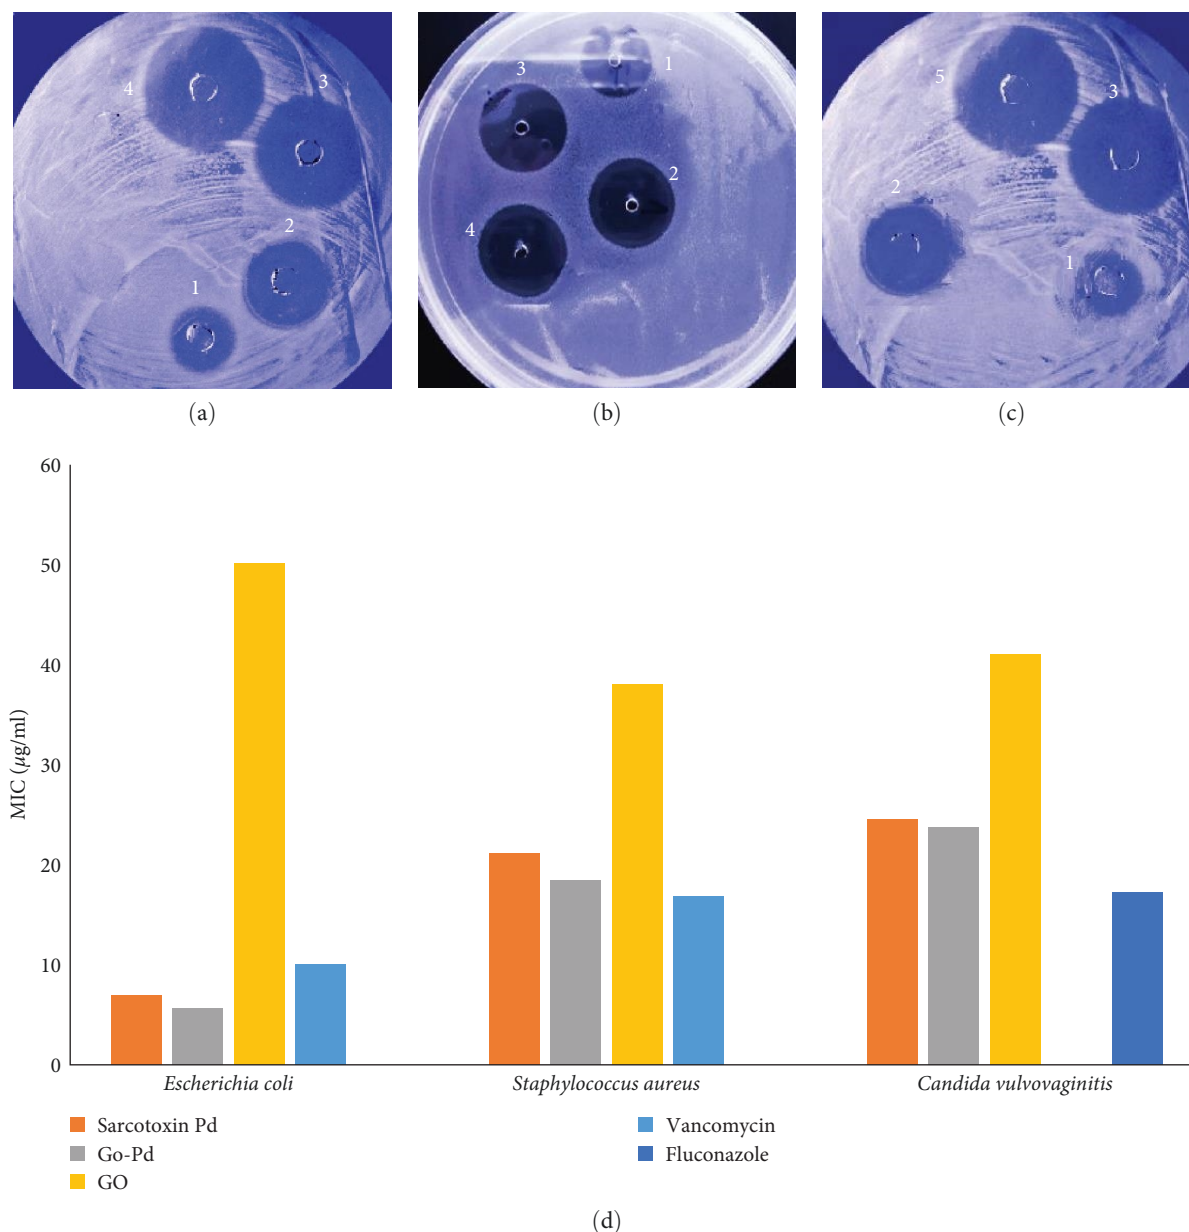 4
3
2
1
(a)
1
3
2
4
(b)
5
3
2
1
(c)
60
50
40
30
20
10
0
MIC (µg/ml)
Escherichia coli
Staphylococcus aureus
Candida vulvovaginitis
Sarcotoxin Pd
Go-Pd
GO
Vancomycin
Fluconazole
(d)